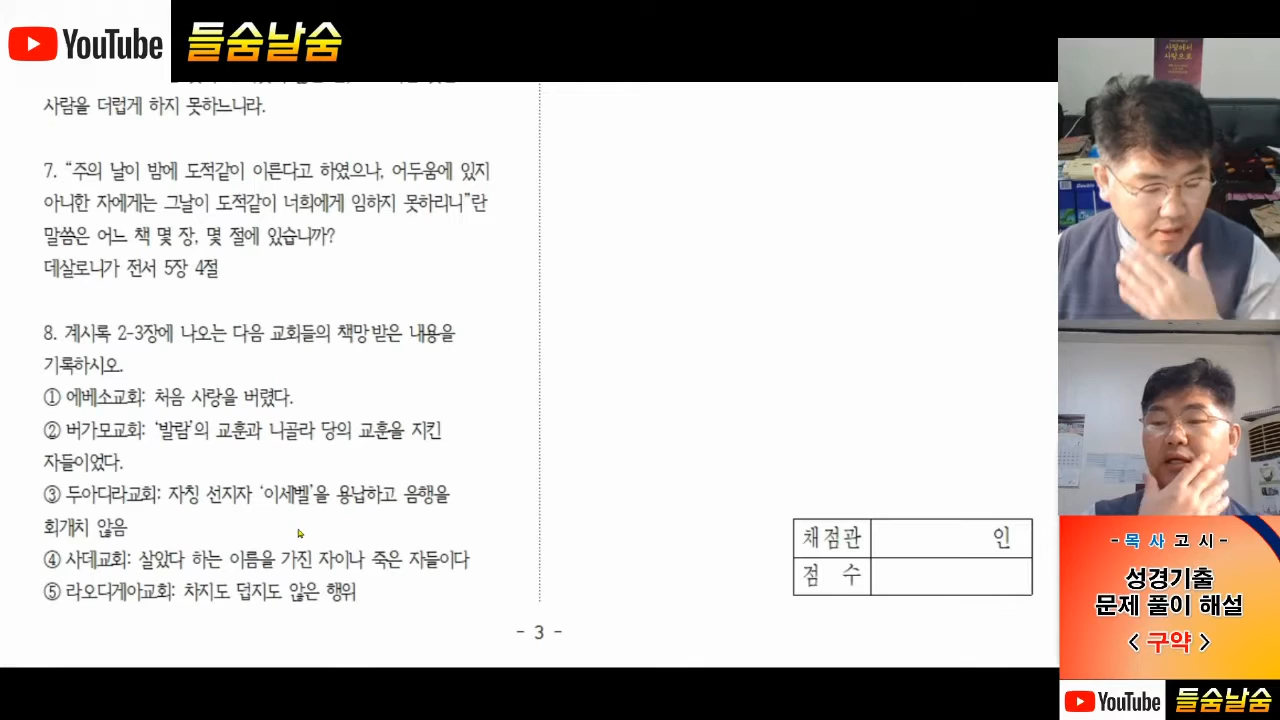 YouTube 들숨날숨
사람을 더럽게 하지 못하느니라.
7. “주의 날이 밤에 도적같이 이른다고 하였으나, 어두움에 있지
아니한 자에게는 그날이 도적같이 너희에게 임하지 못하리니”란
말씀은 어느 책 몇 장, 몇 절에 있습니까?
데살로니가 전서 5장 4절
8. 계시록 2-3장에 나오는 다음 교회들의 책망 받은 내용을
기록하시오.
① 에베소교회: 처음 사랑을 버렸다.
② 버가모교회: ‘발람’의 교훈과 니골라 당의 교훈을 지킨
자들이었다.
③ 두아디라교회: 자칭 선지자 ‘이세벨’을 용납하고 음행을
회개치 않음
④ 사데교회: 살았다 하는 이름을 가진 자이나 죽은 자들이다
⑤ 라오디게아교회: 차지도 덥지도 않은 행위
채점관 인
점 수
- 3 -
사랑에서
사랑으로
- 목 사 고 시 -
성경기출
문제 풀이 해설
< 구약 >
YouTube 들숨날숨